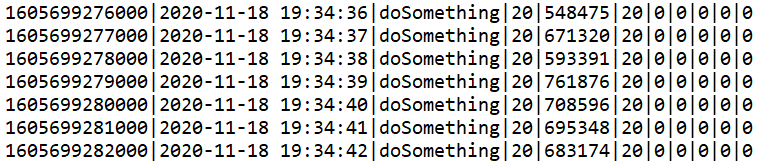 1605699276000|2020-11-18 19:34:36|doSomething|20|548475|20|0|0|0|0|0
1605699277000|2020-11-18 19:34:37|doSomething|20|671320|20|0|0|0|0|0
1605699278000|2020-11-18 19:34:38|doSomething|20|593391|20|0|0|0|0|0
1605699279000|2020-11-18 19:34:39|doSomething|20|761876|20|0|0|0|0|0
1605699280000|2020-11-18 19:34:40|doSomething|20|708596|20|0|0|0|0|0
1605699281000|2020-11-18 19:34:41|doSomething|20|695348|20|0|0|0|0|0
1605699282000|2020-11-18 19:34:42|doSomething|20|683174|20|0|0|0|0|0